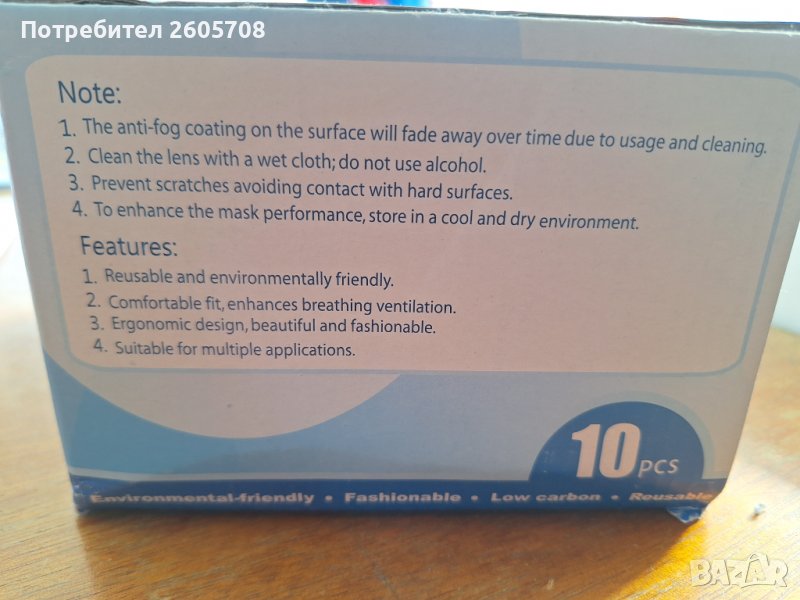 Потребител 2605708
Note:
1. The anti-fog coating on the surface will fade away over time due to usage and cleaning.
2. Clean the lens with a wet cloth; do not use alcohol.
3. Prevent scratches avoiding contact with hard surfaces.
4. To enhance the mask performance, store in a cool and dry environment.
Features:
1. Reusable and environmentally friendly.
2. Comfortable fit, enhances breathing ventilation.
3. Ergonomic design, beautiful and fashionable.
4. Suitable for multiple applications.
10 PCS
Environmental-friendly • Fashionable • Low carbon • Reusable
BAZAR